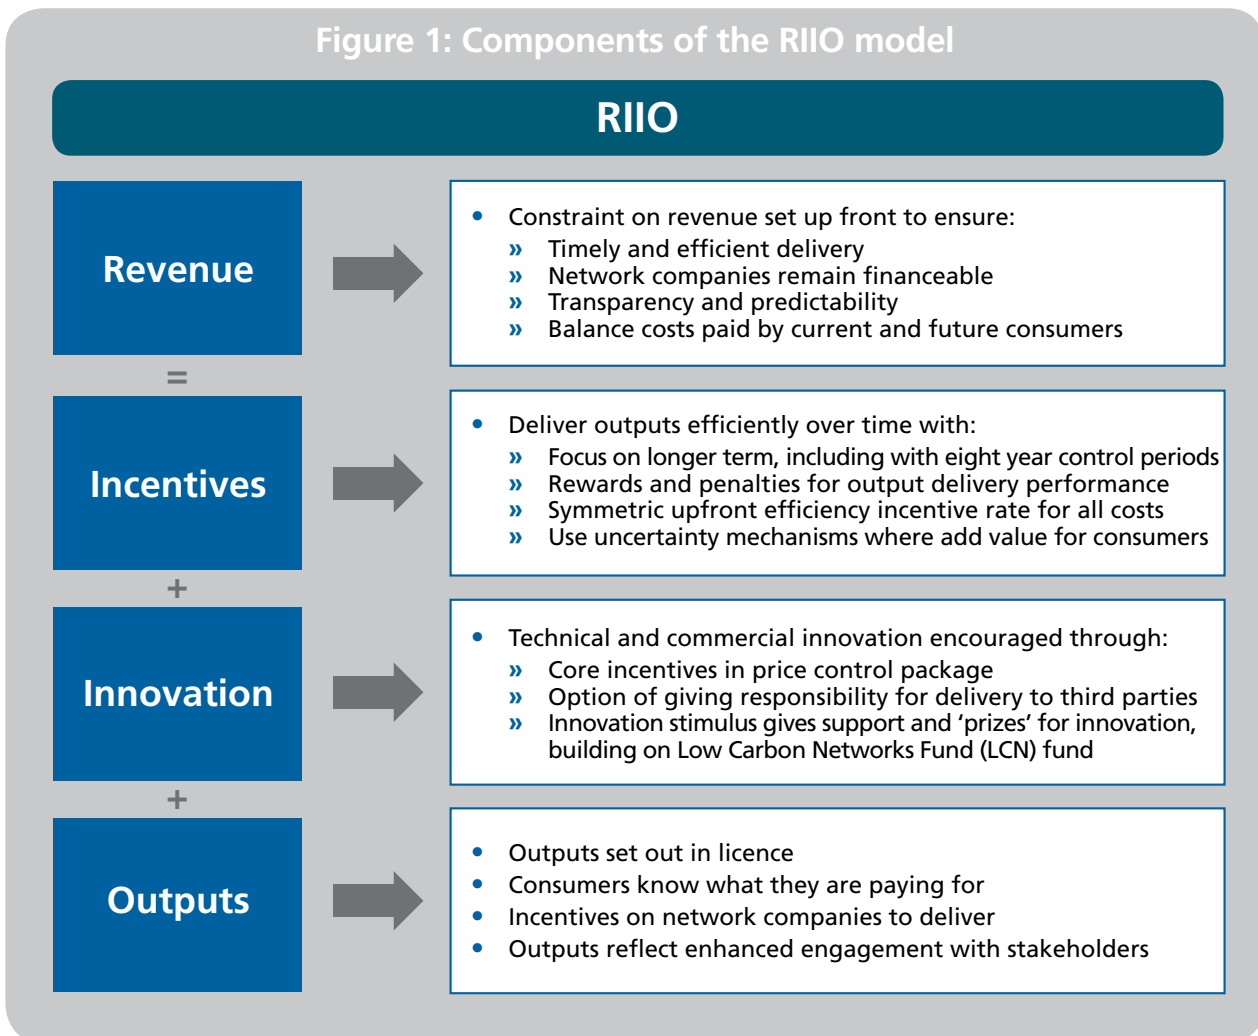 Figure 1: Components of the RIIO model
RIIO
Revenue
• Constraint on revenue set up front to ensure:
» Timely and efficient delivery
» Network companies remain financeable
» Transparency and predictability
» Balance costs paid by current and future consumers
=
Incentives
• Deliver outputs efficiently over time with:
» Focus on longer term, including with eight year control periods
» Rewards and penalties for output delivery performance
» Symmetric upfront efficiency incentive rate for all costs
» Use uncertainty mechanisms where add value for consumers
+
Innovation
• Technical and commercial innovation encouraged through:
» Core incentives in price control package
» Option of giving responsibility for delivery to third parties
» Innovation stimulus gives support and ‘prizes’ for innovation,
building on Low Carbon Networks Fund (LCN) fund
+
Outputs
• Outputs set out in licence
• Consumers know what they are paying for
• Incentives on network companies to deliver
• Outputs reflect enhanced engagement with stakeholders